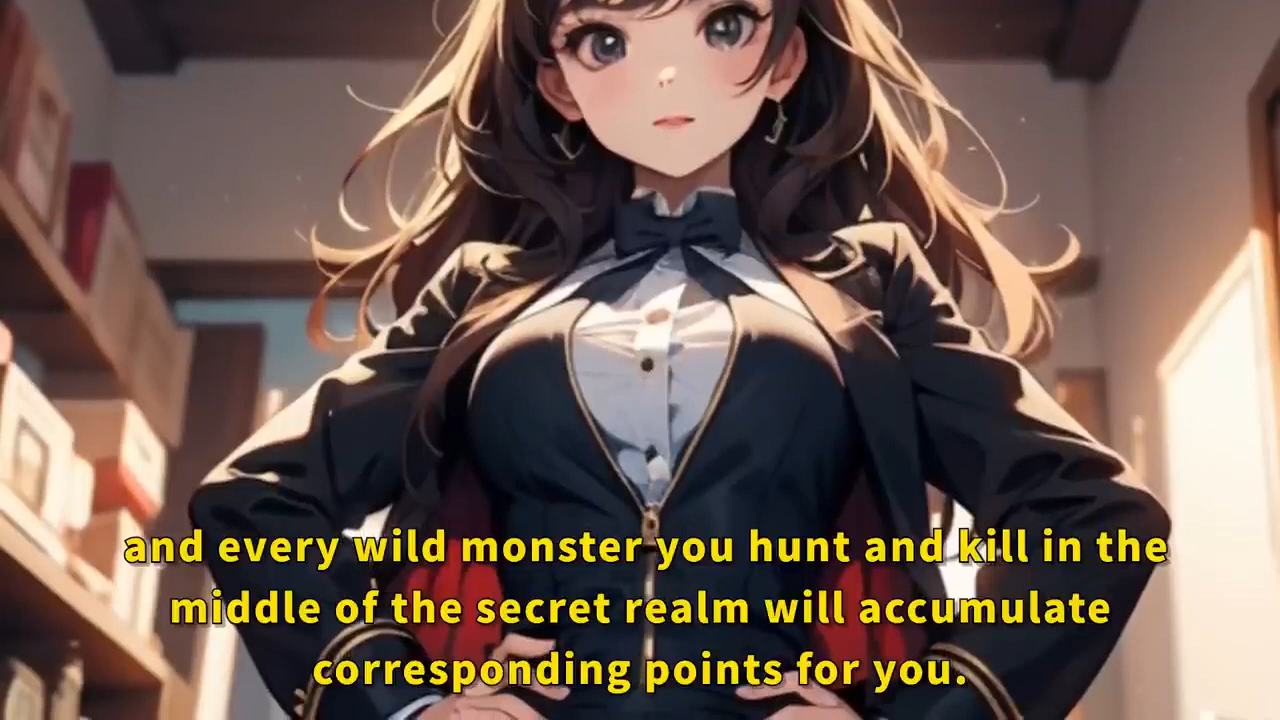 and every wild monster you hunt and kill in the
middle of the secret realm will accumulate
corresponding points for you.